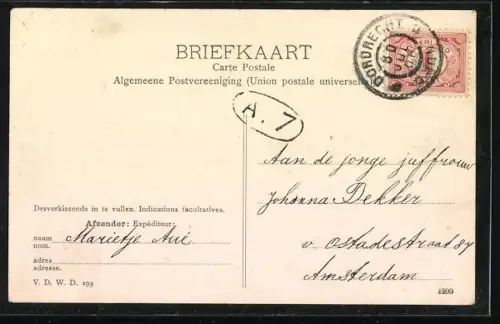 BRIEFKAART
Carte Postale
Algemeene Postvereeniging (Union postale universelle
DORDRECHT
A. 7
Aan de jonge juffrouw
Johanna Dekker
v. Ostadestraat 87
Amsterdam
Desverkiezende in te vullen. Indications facultatives.
Afzender: Expéditeur:
naam Marietje
nom.
adres
adresse.
V. D. W. D. 199
4299